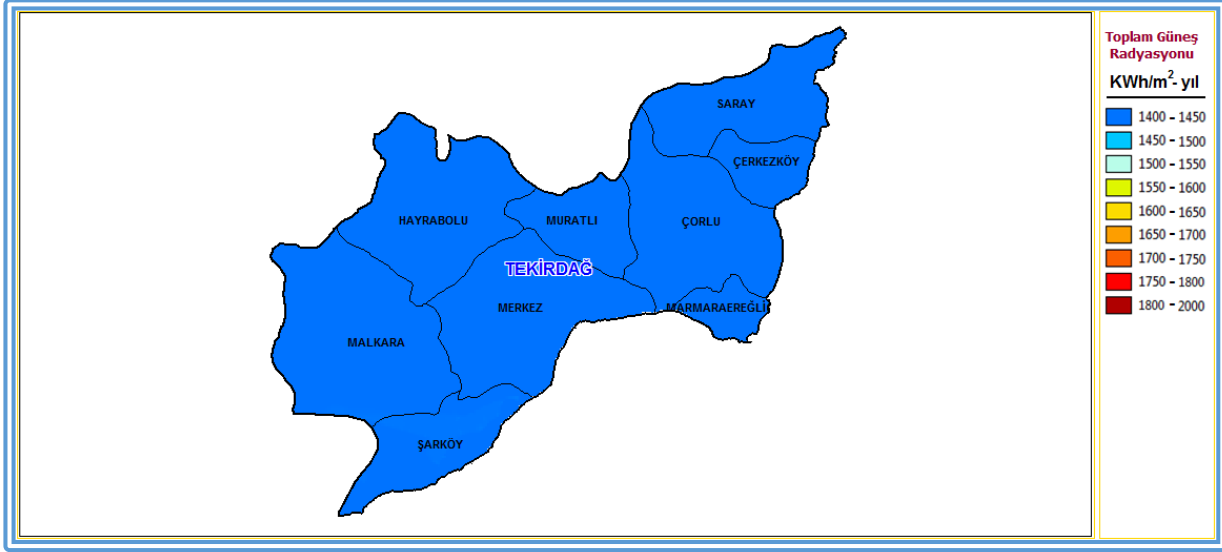 SARAY
ÇERKEZKÖY
HAYRABOLU
MURATLI
ÇORLU
TEKİRDAĞ
MERKEZ
MARMARAEREĞLİ
MALKARA
ŞARKÖY
Toplam Güneş
Radyasyonu
KWh/m²- yıl
1400 - 1450
1450 - 1500
1500 - 1550
1550 - 1600
1600 - 1650
1650 - 1700
1700 - 1750
1750 - 1800
1800 - 2000